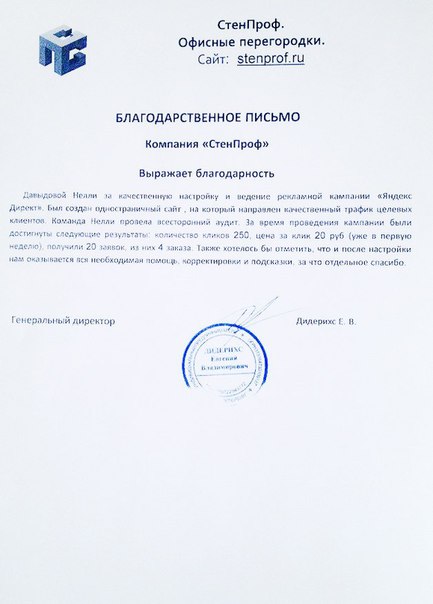 СтенПроф.
Офисные перегородки.
Сайт: stenprof.ru
БЛАГОДАРСТВЕННОЕ ПИСЬМО
Компания «СтенПроф»
Выражает благодарность
Давыдовой Нелли за качественную настройку и ведение рекламной кампании «Яндекс
Директ». Был создан одностраничный сайт , на который направлен качественный трафик целевых
клиентов. Команда Нелли провела всесторонний аудит. За время проведения кампании были
достигнуты следующие результаты: количество кликов 250, цена за клик 20 руб (уже в первую
неделю), получили 20 заявок, из них 4 заказа. Также хотелось бы отметить, что и после настройки
нам оказывается вся необходимая помощь, корректировки и подсказки, за что отдельное спасибо.
Генеральный директор
Дидерихс Е. В.
ДИДЕРИХС
Евгений
Владимирович